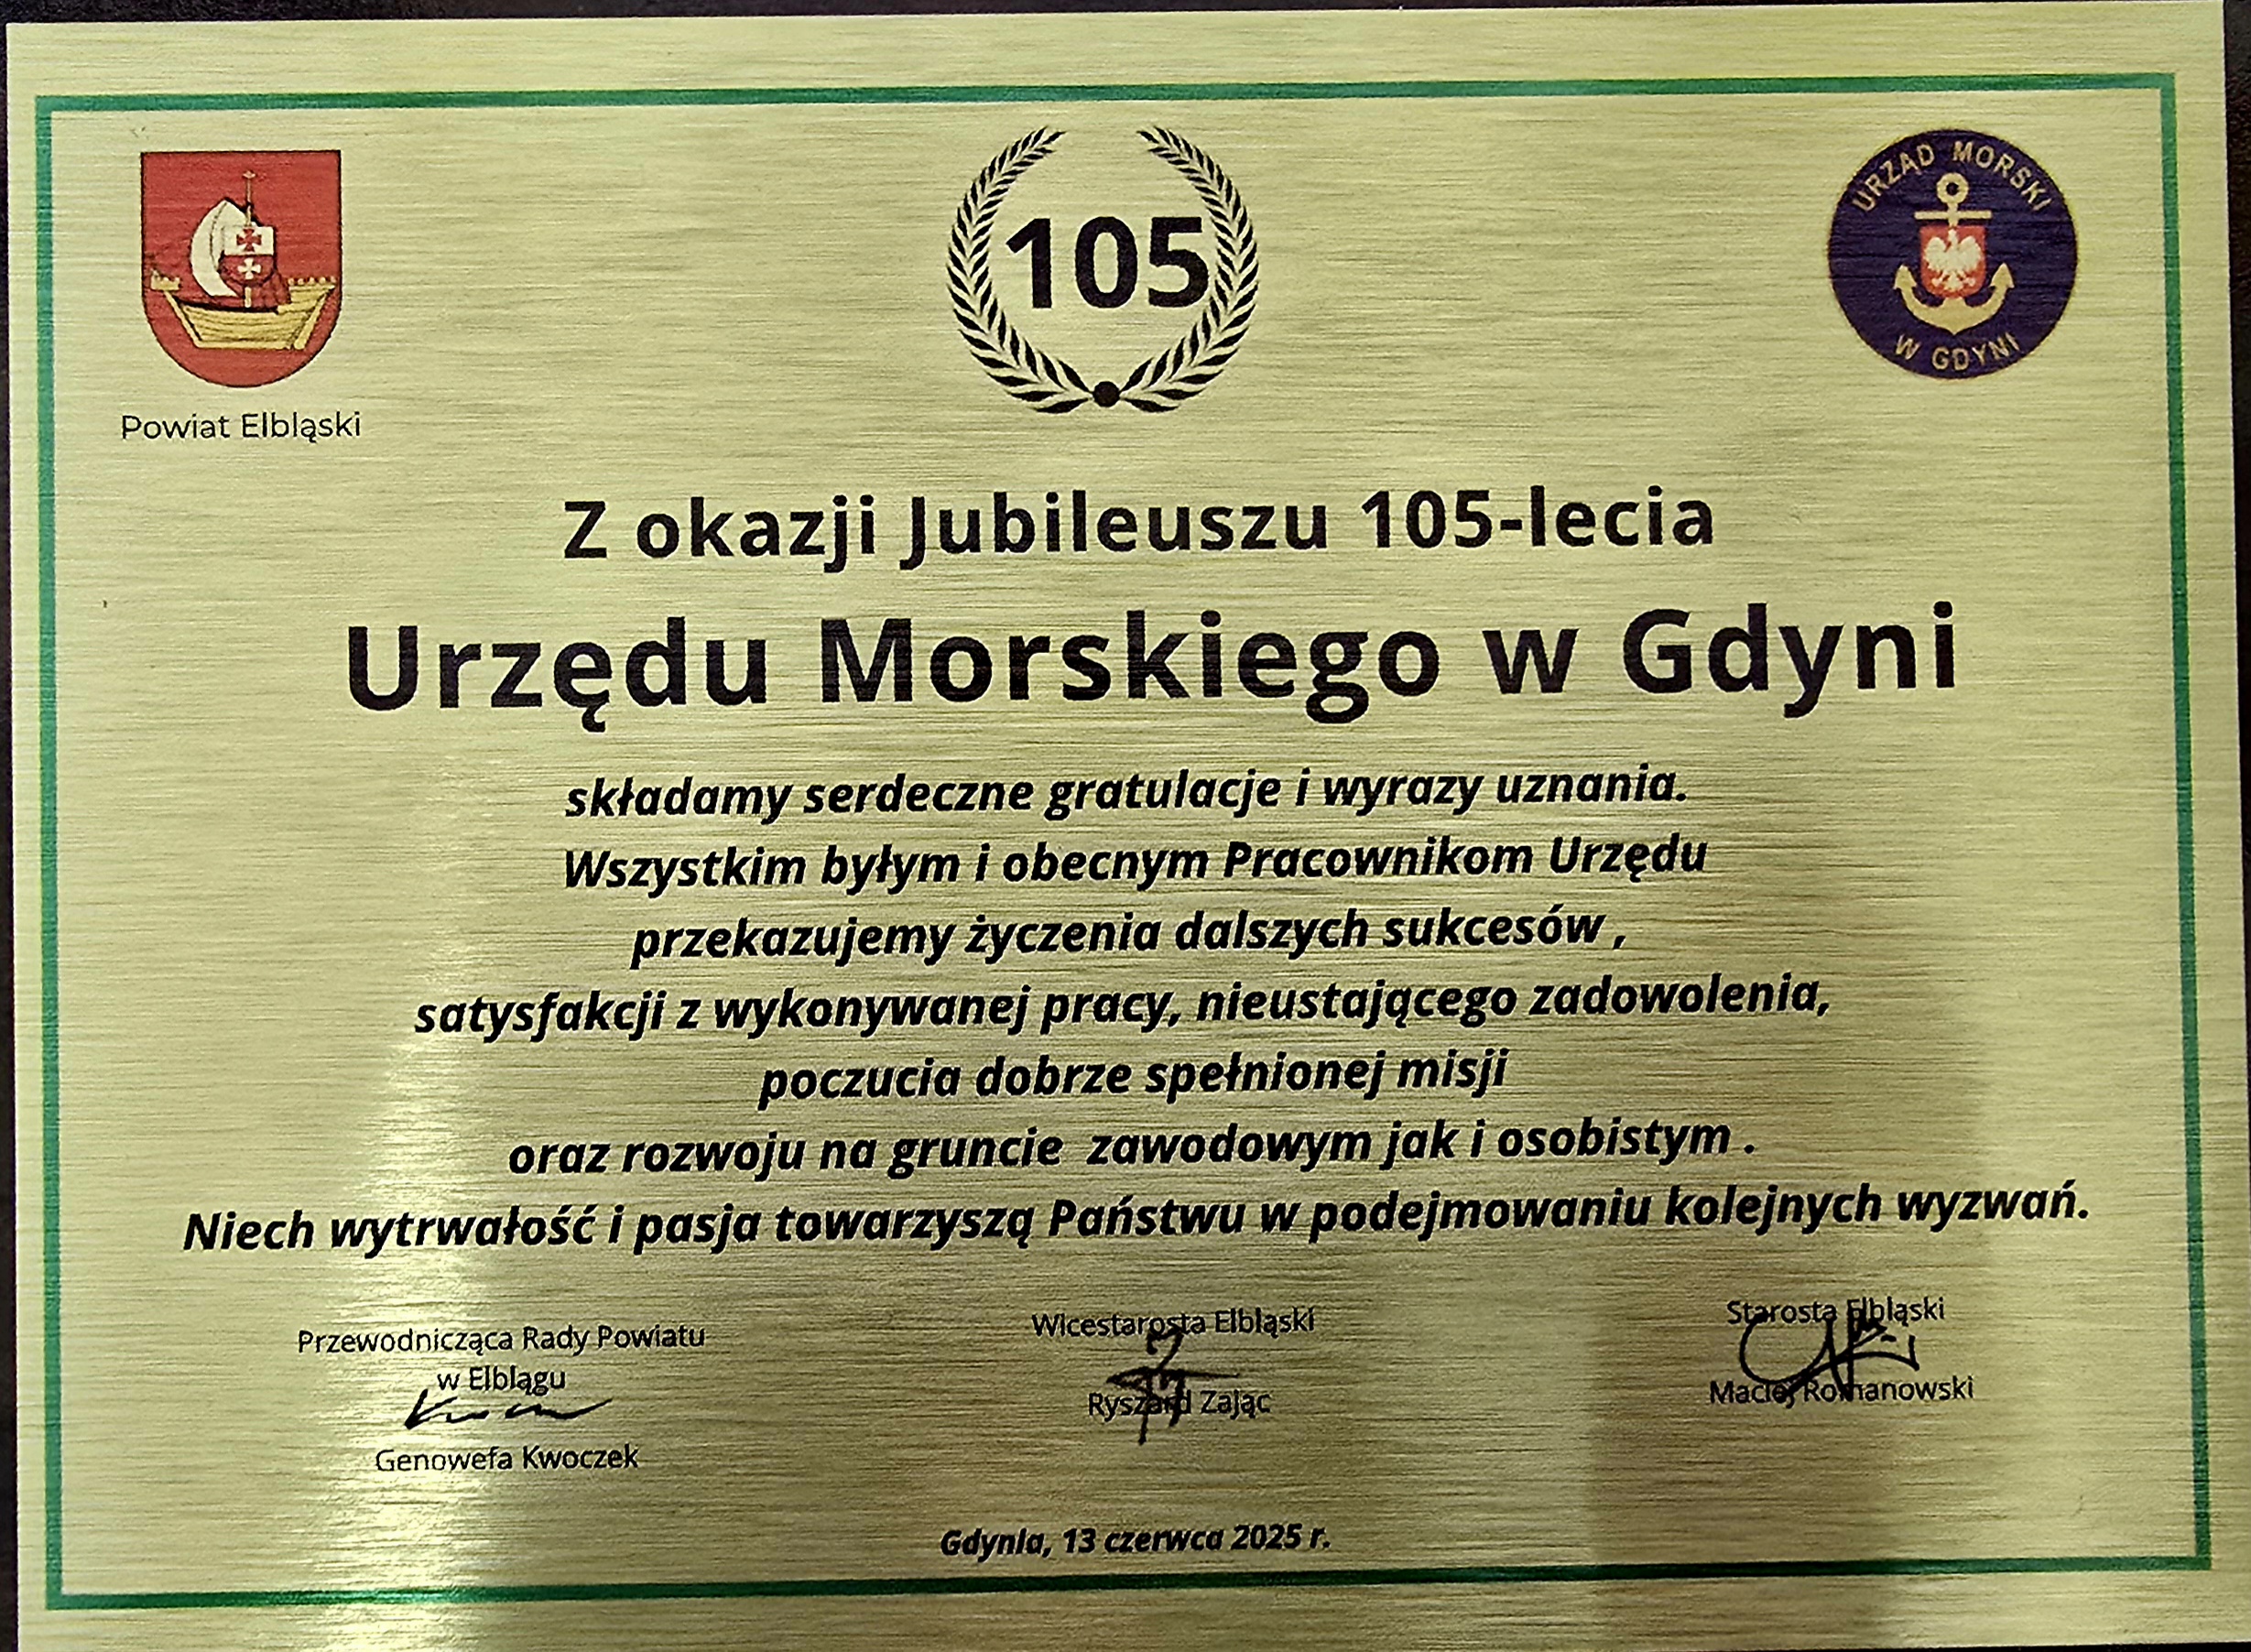 105
URZĄD MORSKI
W GDYNI
Powiat Elbląski
Z okazji Jubileuszu 105-lecia
Urzędu Morskiego w Gdyni
składamy serdeczne gratulacje i wyrazy uznania.
Wszystkim byłym i obecnym Pracownikom Urzędu
przekazujemy życzenia dalszych sukcesów ,
satysfakcji z wykonywanej pracy, nieustającego zadowolenia,
poczucia dobrze spełnionej misji
oraz rozwoju na gruncie zawodowym jak i osobistym .
Niech wytrwałość i pasja towarzyszą Państwu w podejmowaniu kolejnych wyzwań.
Przewodnicząca Rady Powiatu
w Elblągu
Genowefa Kwoczek
Wicestarosta Elbląski
Ryszard Zając
Starosta Elbląski
Maciej Romanowski
Gdynia, 13 czerwca 2025 r.